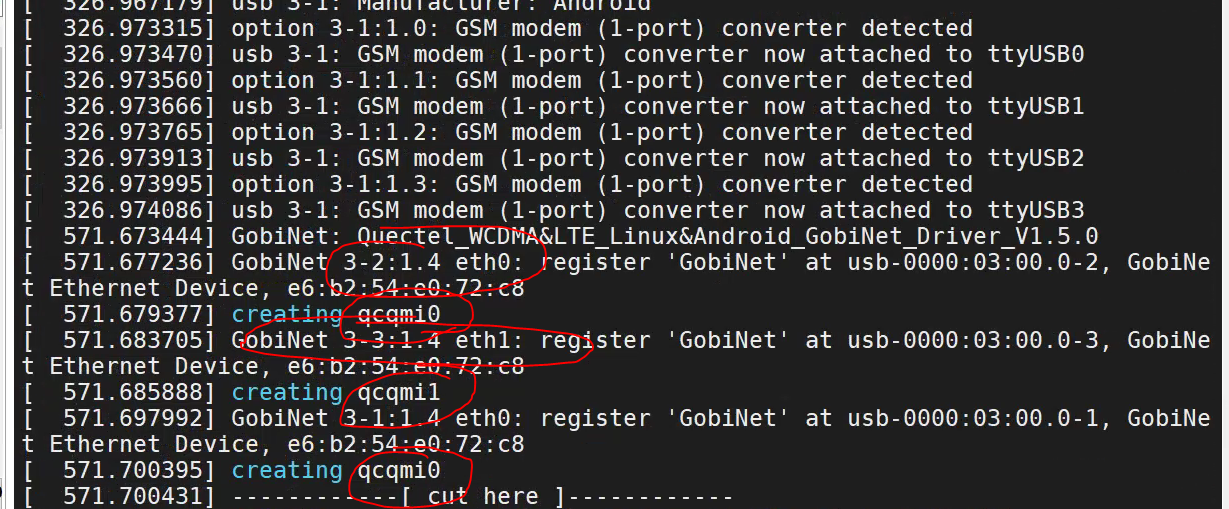 [  326.967179] usb 3-1: Manufacturer: Android
[  326.973315] option 3-1:1.0: GSM modem (1-port) converter detected
[  326.973470] usb 3-1: GSM modem (1-port) converter now attached to ttyUSB0
[  326.973560] option 3-1:1.1: GSM modem (1-port) converter detected
[  326.973666] usb 3-1: GSM modem (1-port) converter now attached to ttyUSB1
[  326.973765] option 3-1:1.2: GSM modem (1-port) converter detected
[  326.973913] usb 3-1: GSM modem (1-port) converter now attached to ttyUSB2
[  326.973995] option 3-1:1.3: GSM modem (1-port) converter detected
[  326.974086] usb 3-1: GSM modem (1-port) converter now attached to ttyUSB3
[  571.673444] GobiNet: Quectel_WCDMA&LTE_Linux&Android_GobiNet_Driver_V1.5.0
[  571.677236] GobiNet 3-2:1.4 eth0: register 'GobiNet' at usb-0000:03:00.0-2, GobiNe
t Ethernet Device, e6:b2:54:e0:72:c8
[  571.679377] creating qcqmi0
[  571.683705] GobiNet 3-3:1.4 eth1: register 'GobiNet' at usb-0000:03:00.0-3, GobiNe
t Ethernet Device, e6:b2:54:e0:72:c8
[  571.685888] creating qcqmi1
[  571.697992] GobiNet 3-1:1.4 eth0: register 'GobiNet' at usb-0000:03:00.0-1, GobiNe
t Ethernet Device, e6:b2:54:e0:72:c8
[  571.700395] creating qcqmi0
[  571.700431] ------------[ cut here ]------------